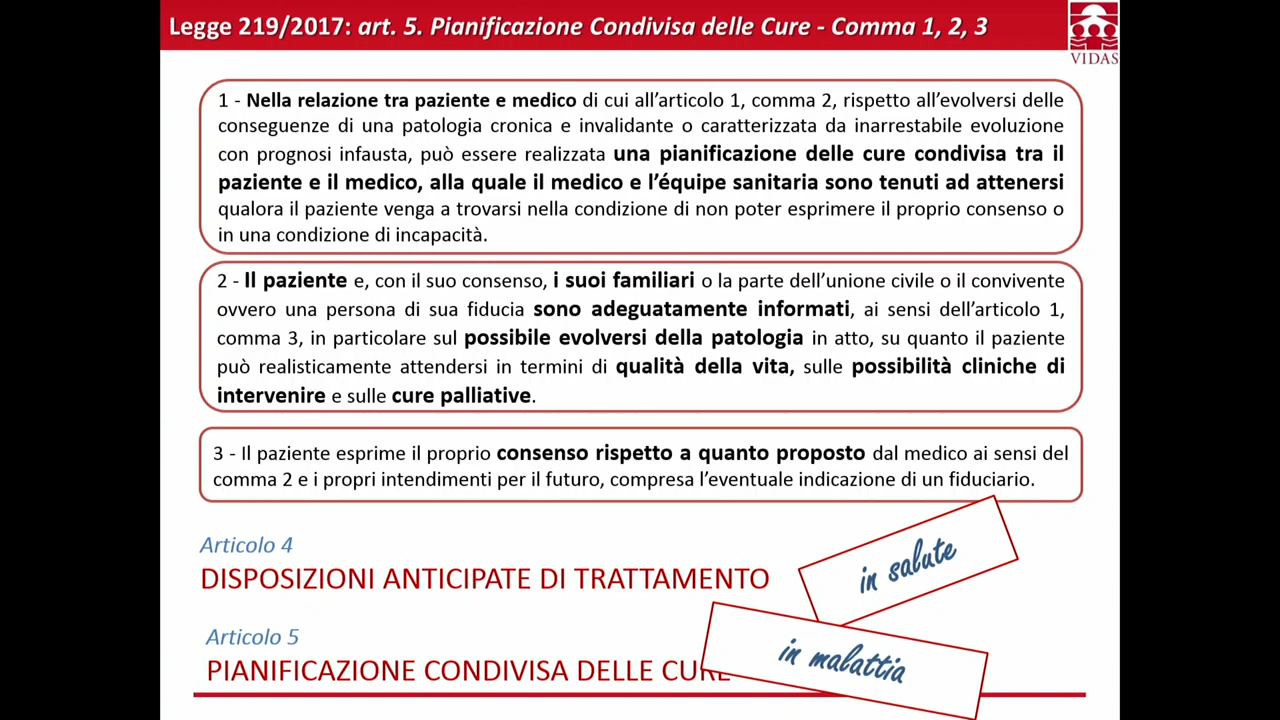 Legge 219/2017: art. 5. Pianificazione Condivisa delle Cure - Comma 1, 2, 3
VIDAS
1 - Nella relazione tra paziente e medico di cui all’articolo 1, comma 2, rispetto all’evolversi delle
conseguenze di una patologia cronica e invalidante o caratterizzata da inarrestabile evoluzione
con prognosi infausta, può essere realizzata una pianificazione delle cure condivisa tra il
paziente e il medico, alla quale il medico e l’équipe sanitaria sono tenuti ad attenersi
qualora il paziente venga a trovarsi nella condizione di non poter esprimere il proprio consenso o
in una condizione di incapacità.
2 - Il paziente e, con il suo consenso, i suoi familiari o la parte dell’unione civile o il convivente
ovvero una persona di sua fiducia sono adeguatamente informati, ai sensi dell’articolo 1,
comma 3, in particolare sul possibile evolversi della patologia in atto, su quanto il paziente
può realisticamente attendersi in termini di qualità della vita, sulle possibilità cliniche di
intervenire e sulle cure palliative.
3 - Il paziente esprime il proprio consenso rispetto a quanto proposto dal medico ai sensi del
comma 2 e i propri intendimenti per il futuro, compresa l’eventuale indicazione di un fiduciario.
Articolo 4
DISPOSIZIONI ANTICIPATE DI TRATTAMENTO
in salute
Articolo 5
PIANIFICAZIONE CONDIVISA DELLE CURE
in malattia